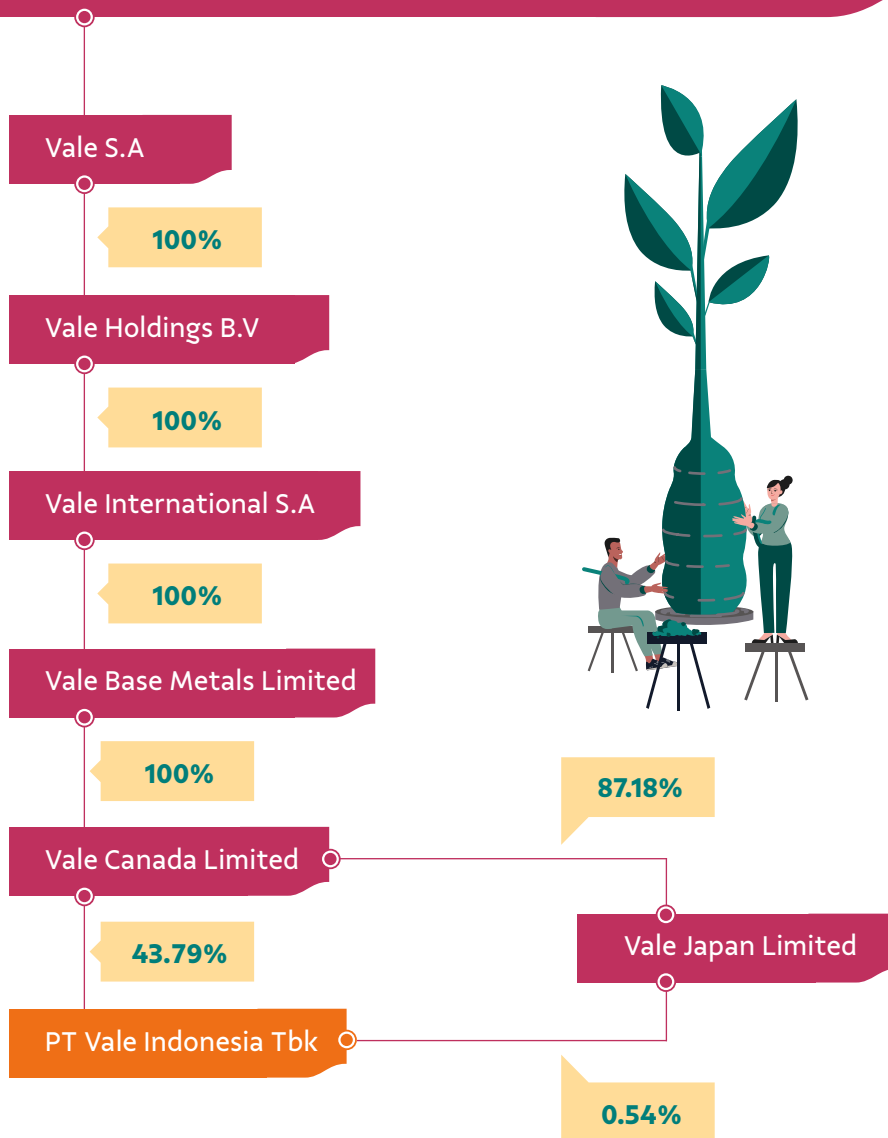 Vale S.A
100%
Vale Holdings B.V
100%
Vale International S.A
100%
Vale Base Metals Limited
100%
87.18%
Vale Canada Limited
43.79%
Vale Japan Limited
PT Vale Indonesia Tbk
0.54%